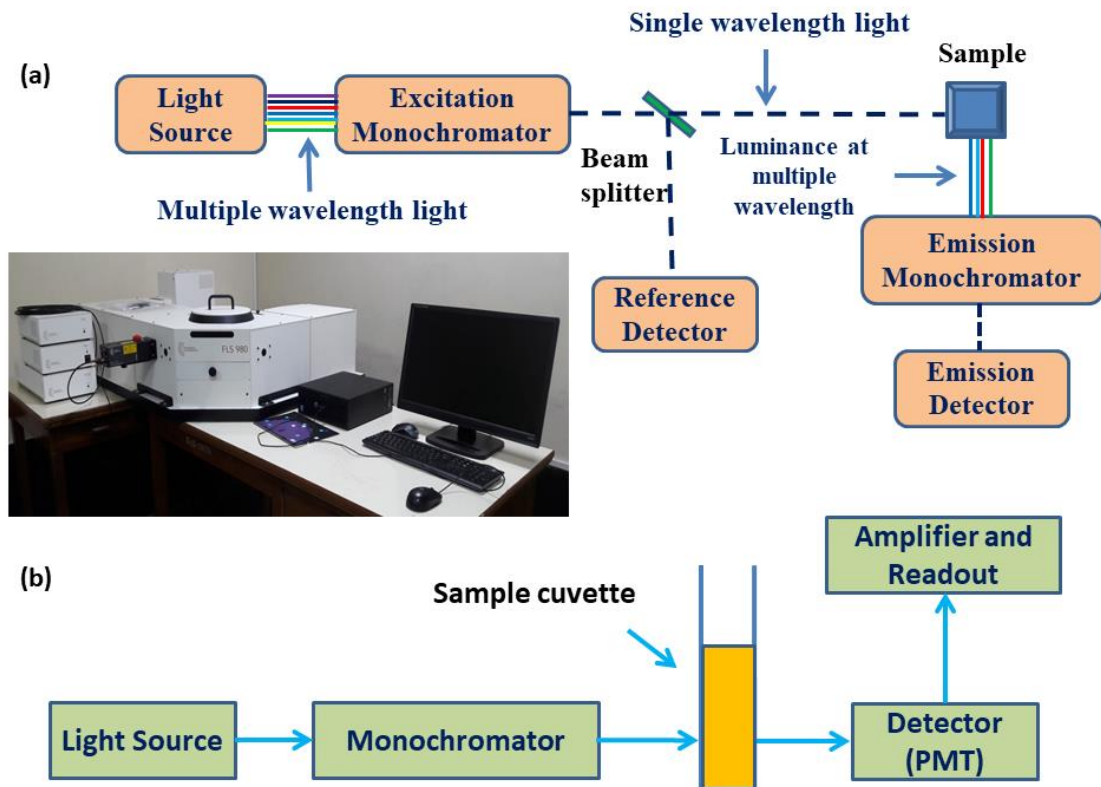 (a)
Single wavelength light
Sample
Light
Source
Excitation
Monochromator
Beam
splitter
Luminance at
multiple
wavelength
Multiple wavelength light
Emission
Monochromator
Reference
Detector
Emission
Detector
FLS 980
(b)
Sample cuvette
Amplifier and
Readout
Light Source
Monochromator
Detector
(PMT)